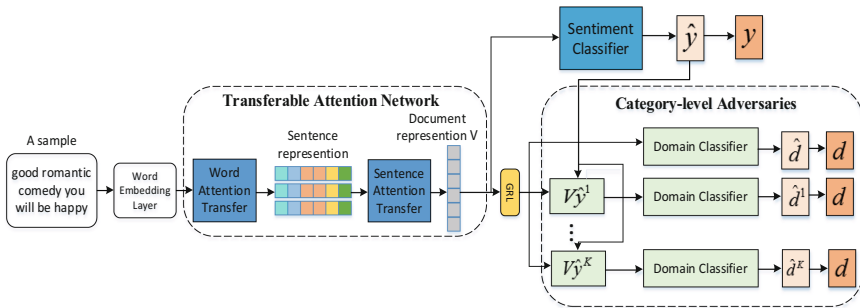 Sentiment
Classifier
ŷ
y
Transferable Attention Network
Category-level Adversaries
A sample
good romantic
comedy you
will be happy
Word
Embedding
Layer
Word
Attention
Transfer
Sentence
represention
Sentence
Attention
Transfer
Document
represention V
GRL
Domain Classifier
d̂
d
Vŷ¹
Domain Classifier
d̂¹
d
⋮
Vŷᴷ
Domain Classifier
d̂ᴷ
d